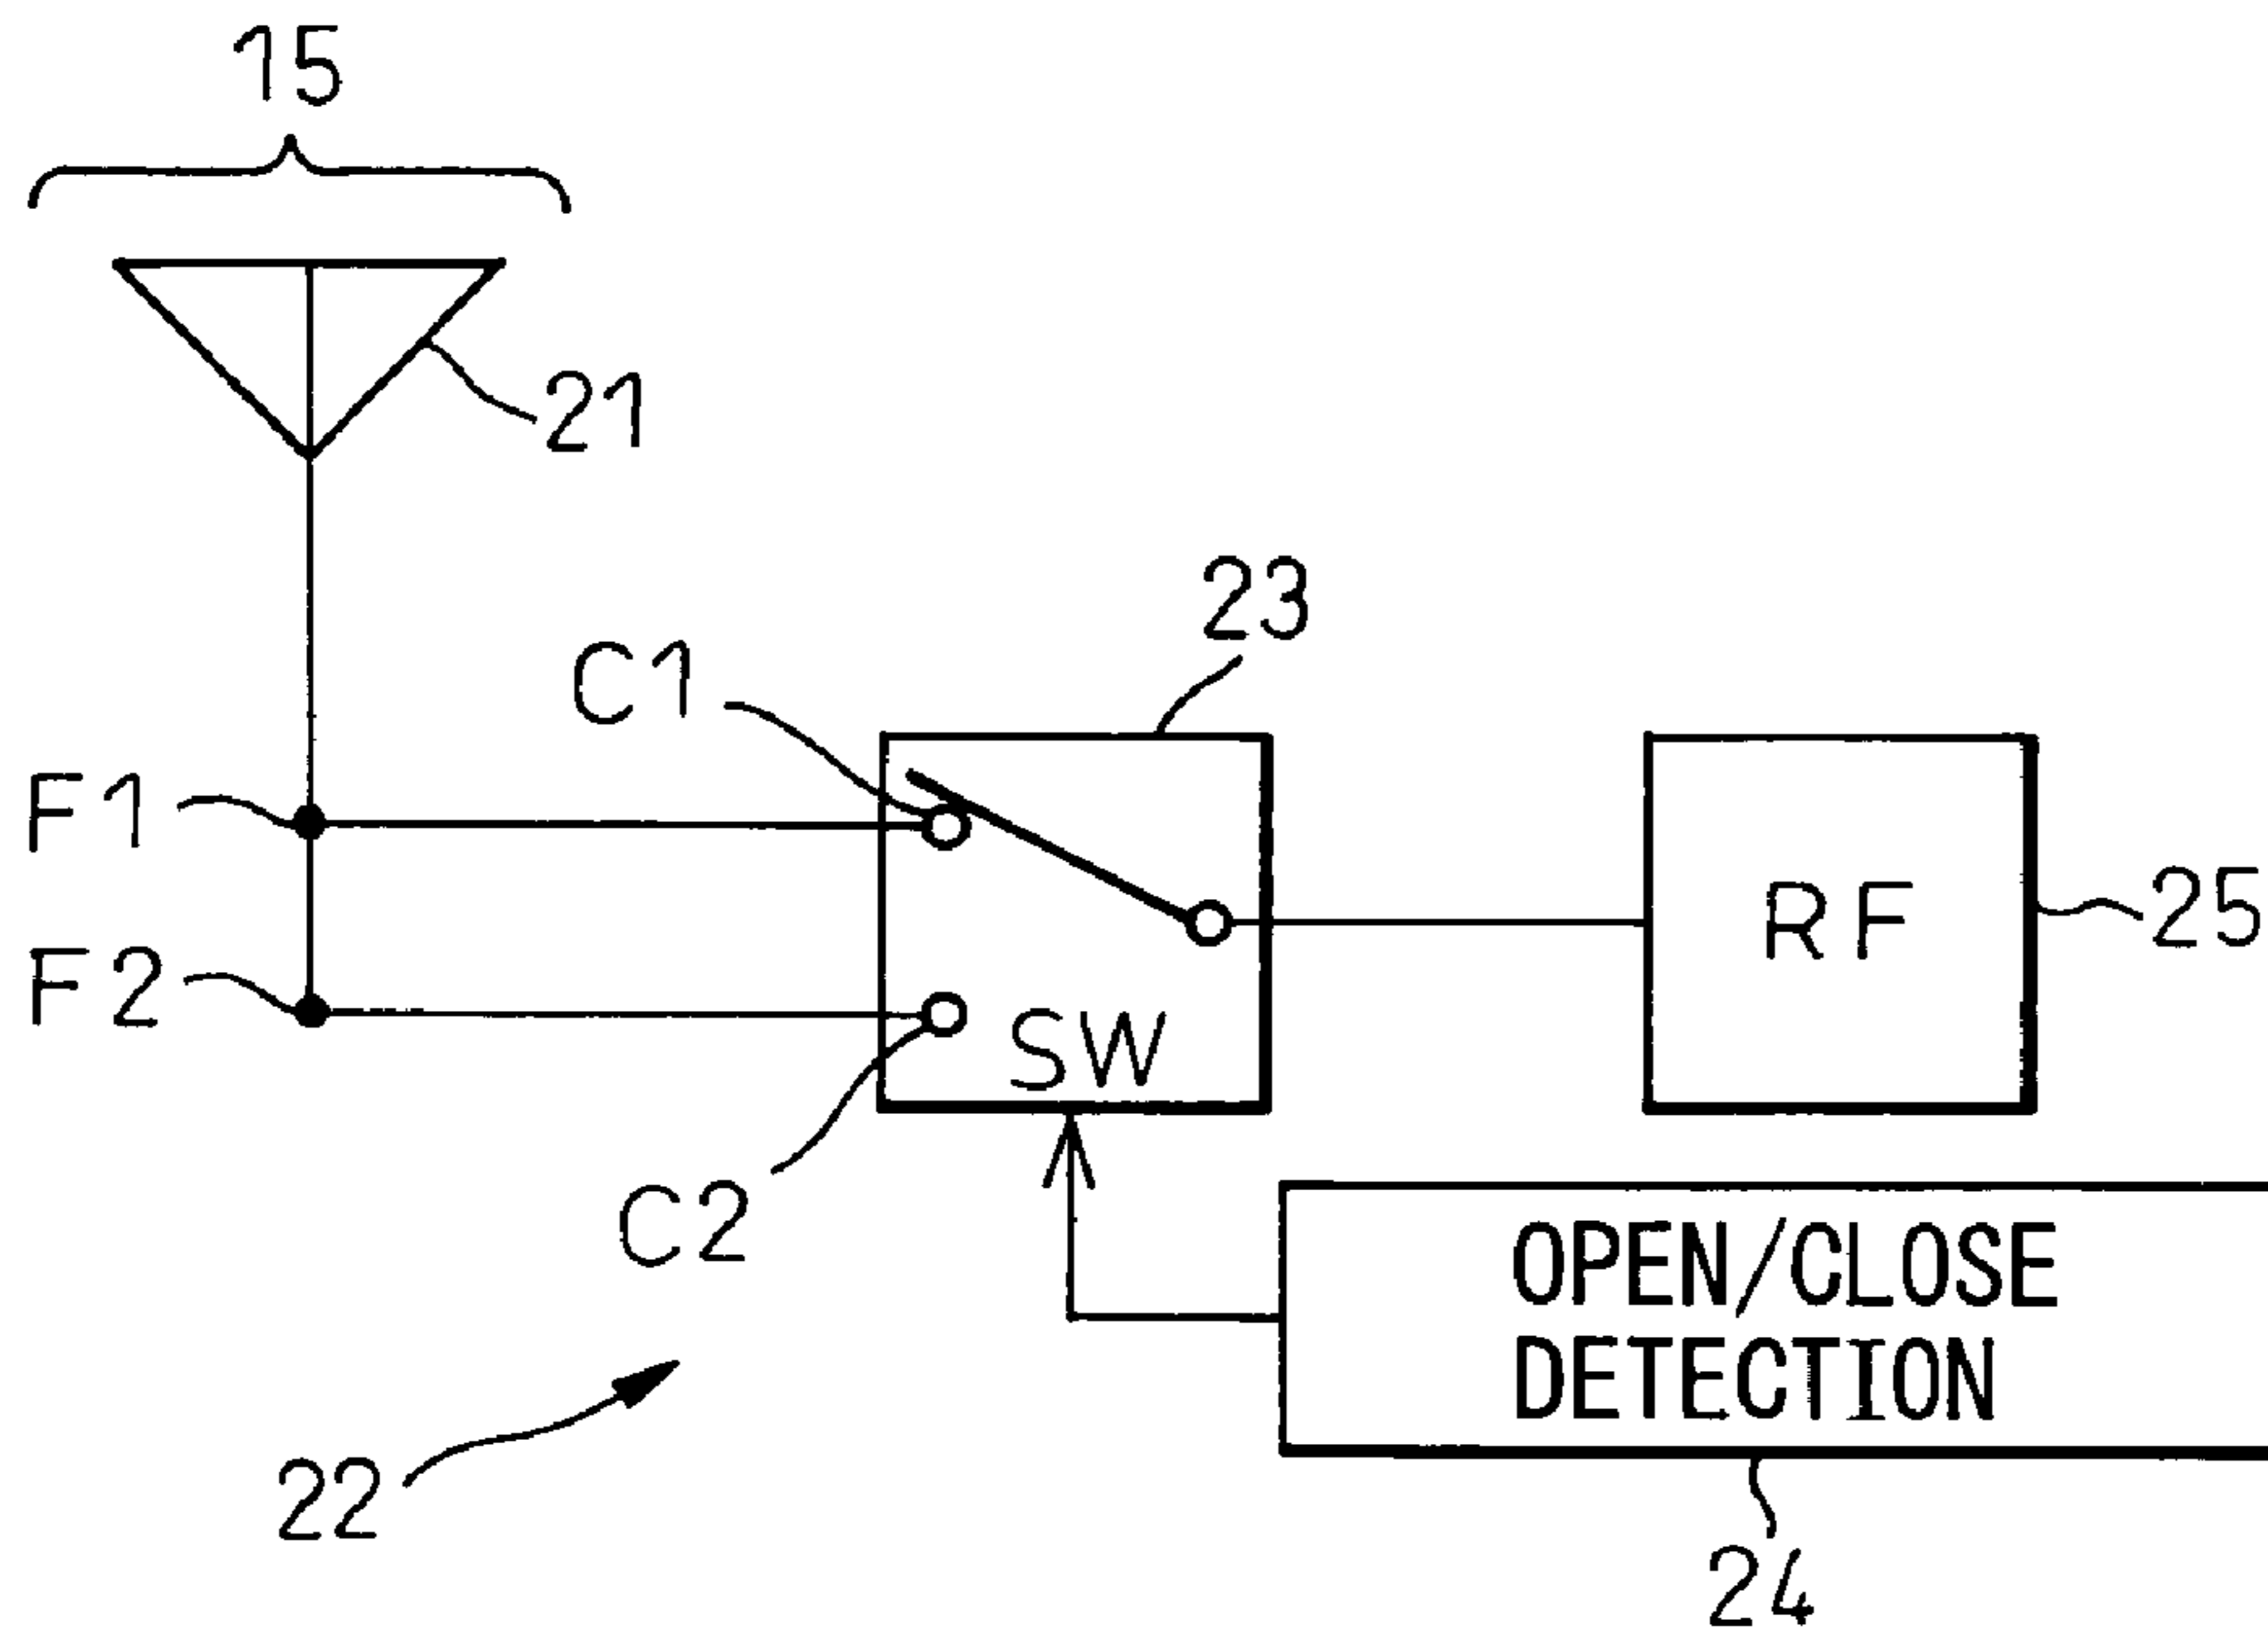 15
21
23
C1
F1
RF
25
F2
SW
C2
OPEN/CLOSE
DETECTION
22
24